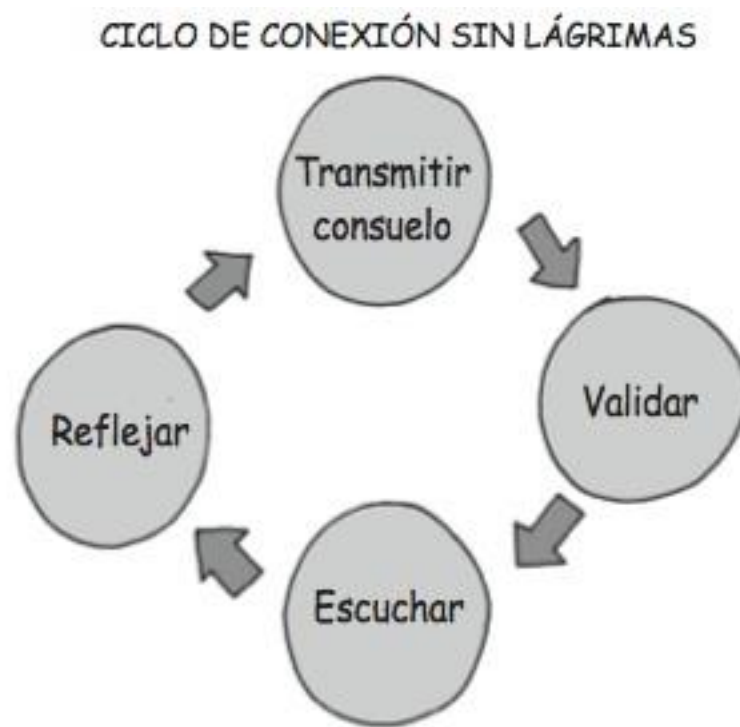 CICLO DE CONEXIÓN SIN LÁGRIMAS
Transmitir
consuelo
Validar
Escuchar
Reflejar